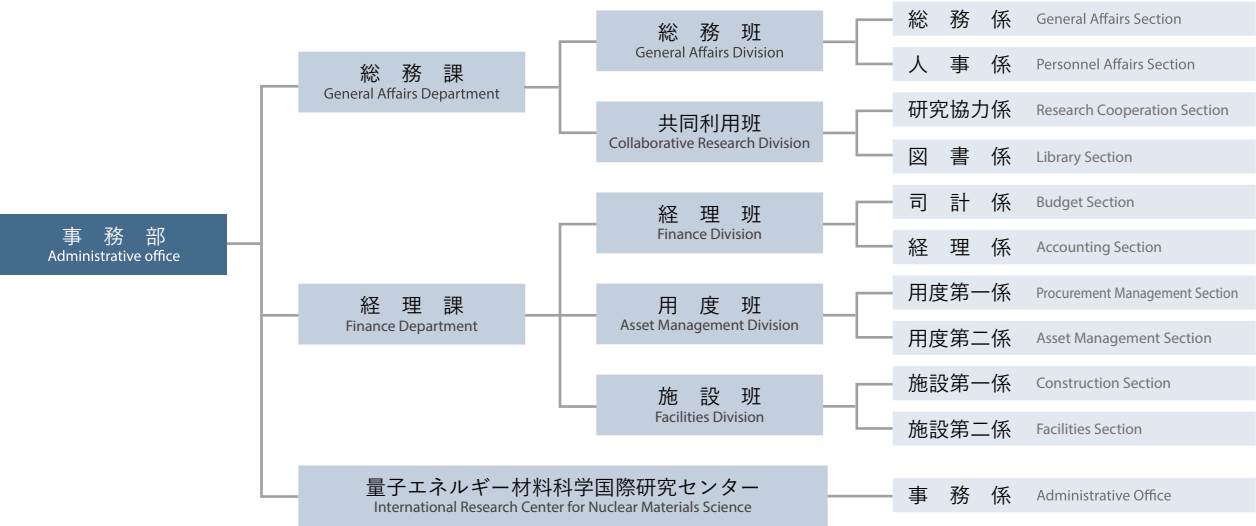 事務部
Administrative office
総務課
General Affairs Department
総務班
General Affairs Division
総務係 General Affairs Section
人事係 Personnel Affairs Section
共同利用班
Collaborative Research Division
研究協力係 Research Cooperation Section
図書係 Library Section
経理課
Finance Department
経理班
Finance Division
司計係 Budget Section
経理係 Accounting Section
用度班
Asset Management Division
用度第一係 Procurement Management Section
用度第二係 Asset Management Section
施設班
Facilities Division
施設第一係 Construction Section
施設第二係 Facilities Section
量子エネルギー材料科学国際研究センター
International Research Center for Nuclear Materials Science
事務係 Administrative Office